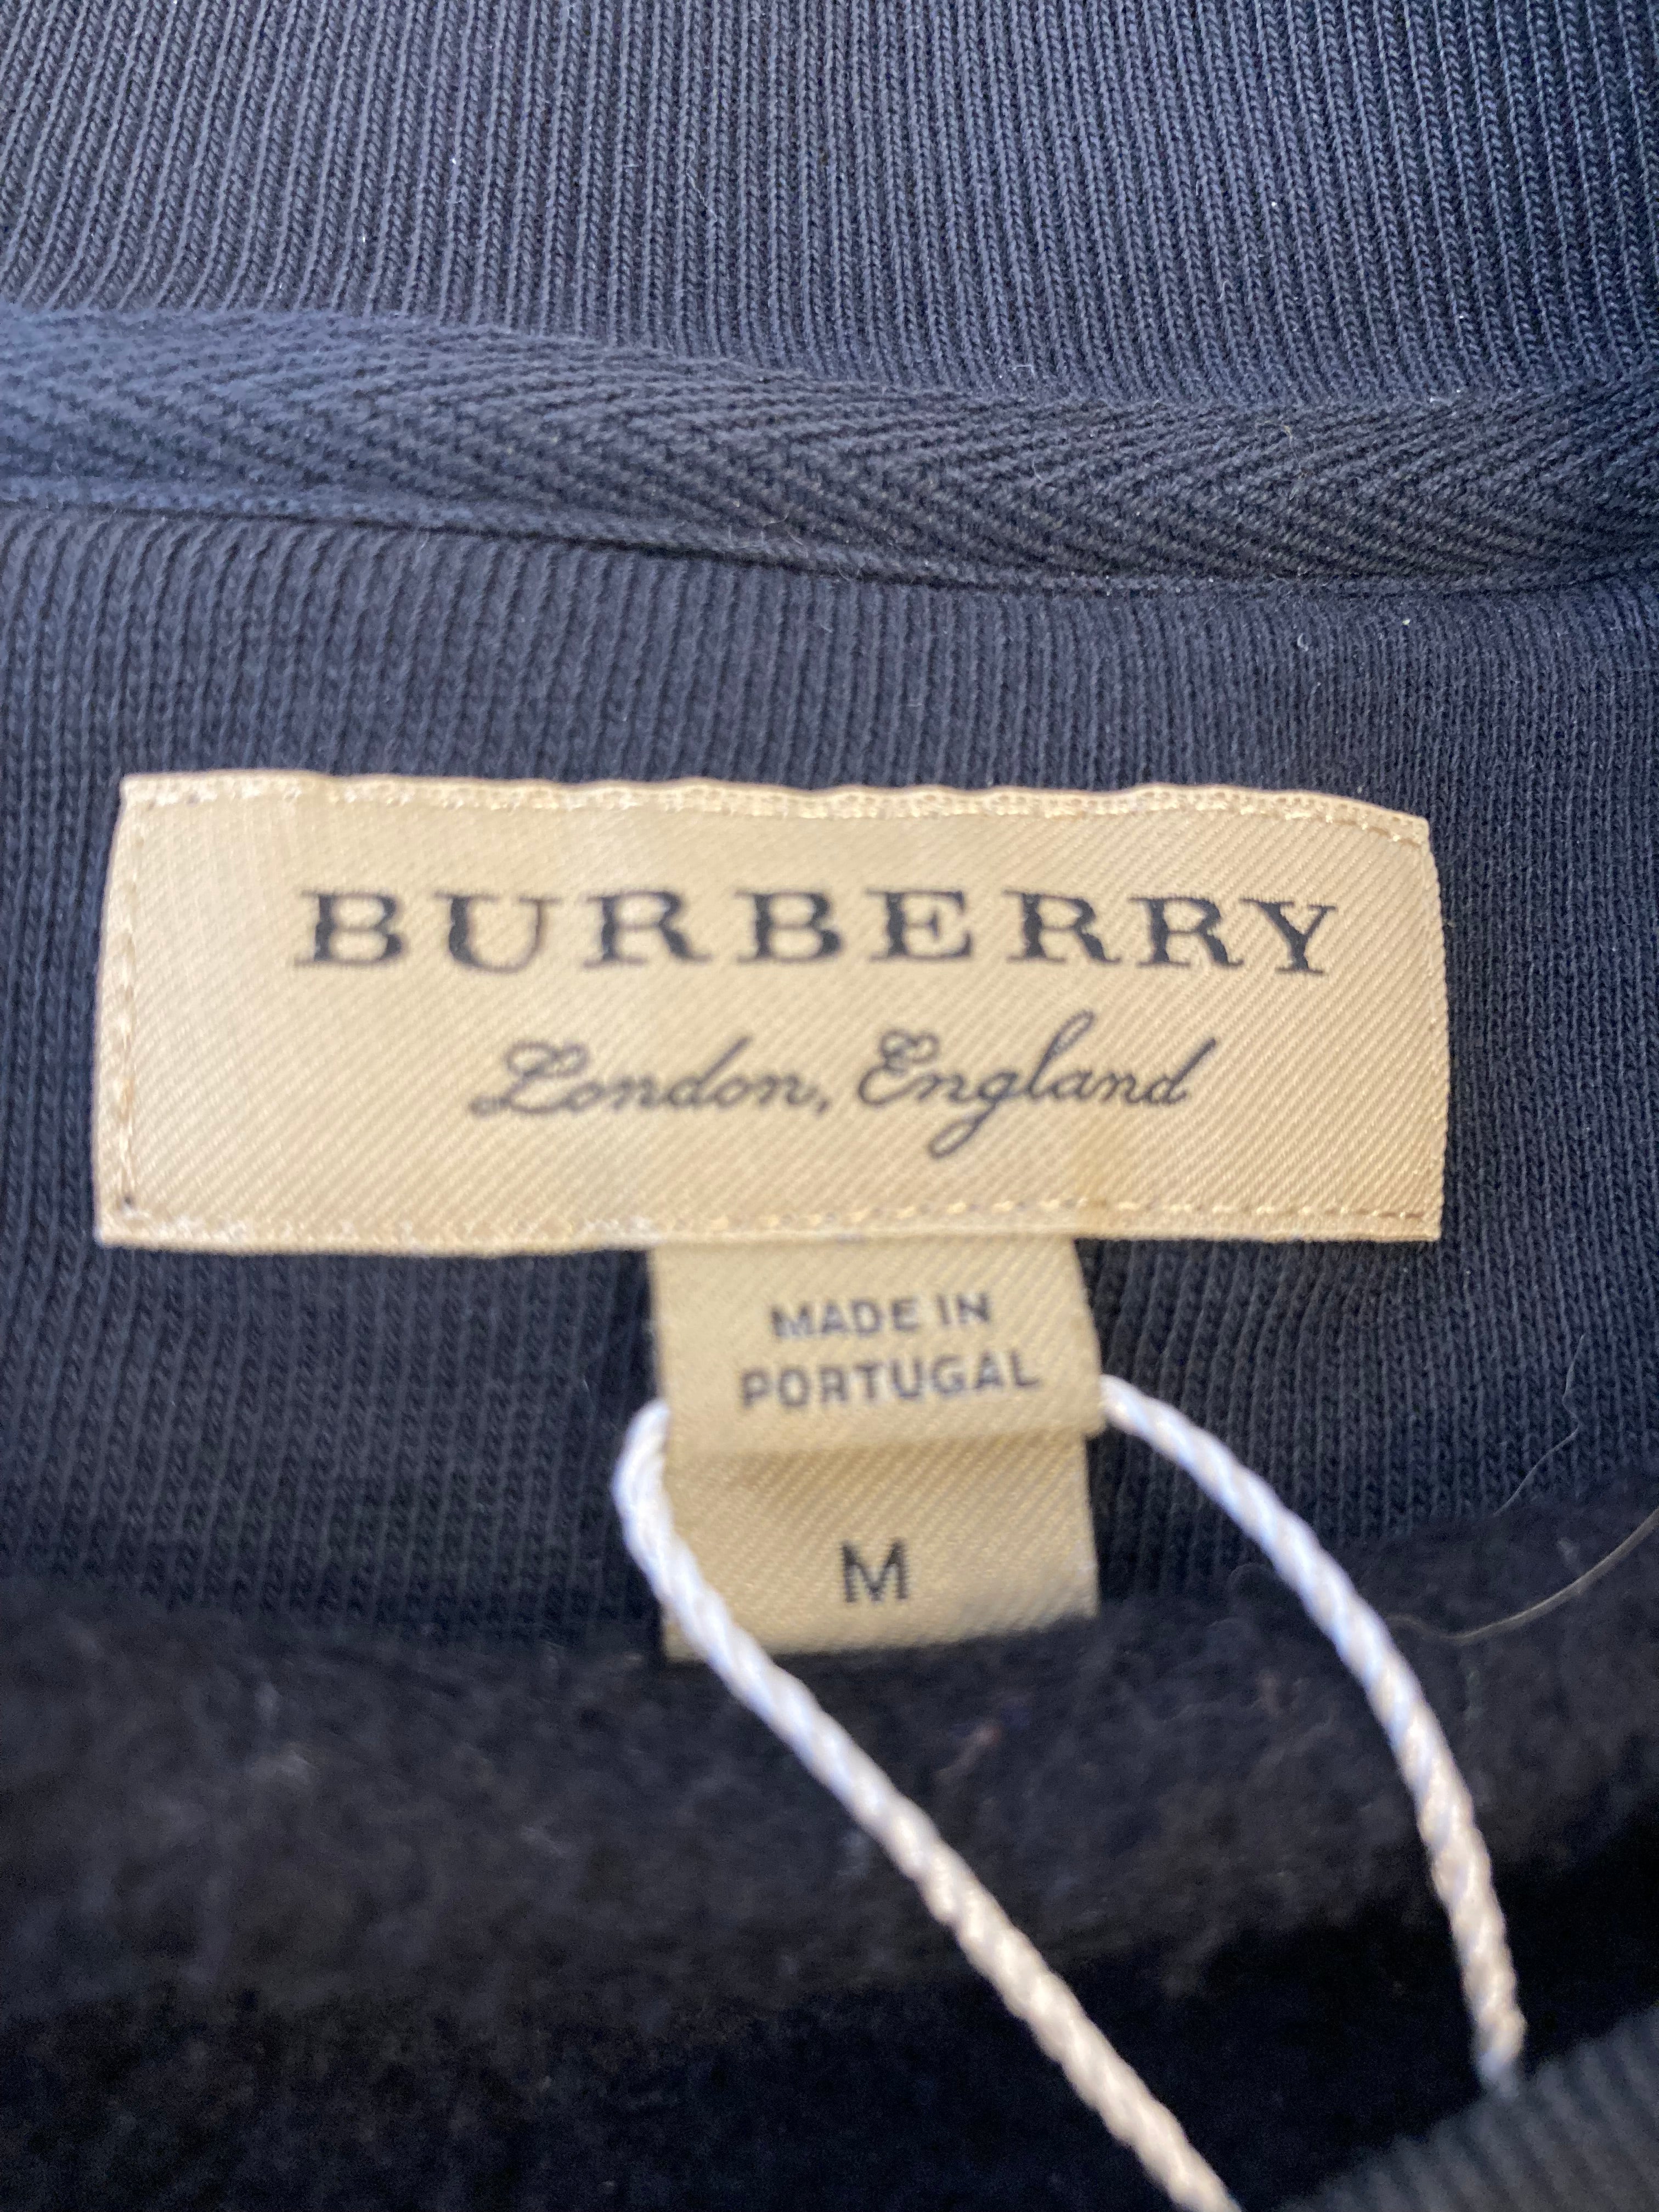 BURBERRY
London, England
MADE IN
PORTUGAL
M